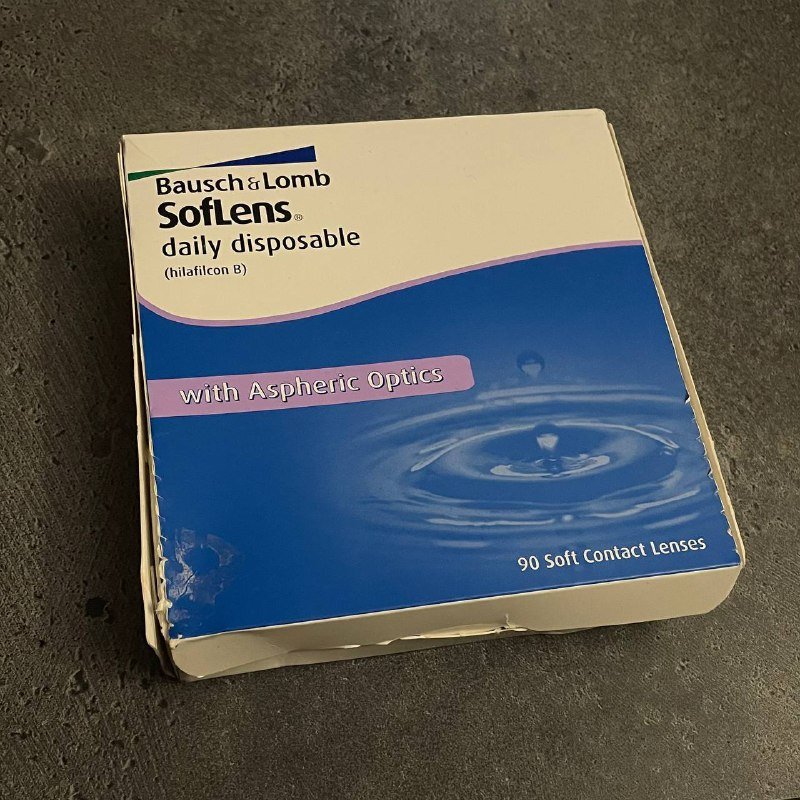 Bausch & Lomb
SofLens®
daily disposable
(hilafilcon B)
with Aspheric Optics
90 Soft Contact Lenses